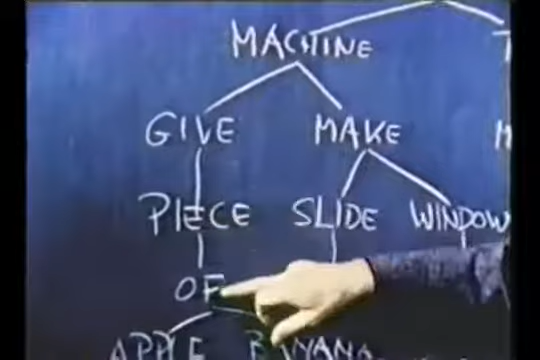 MACHINE
GIVE MAKE
PIECE SLIDE WINDOW
OF
APPLE